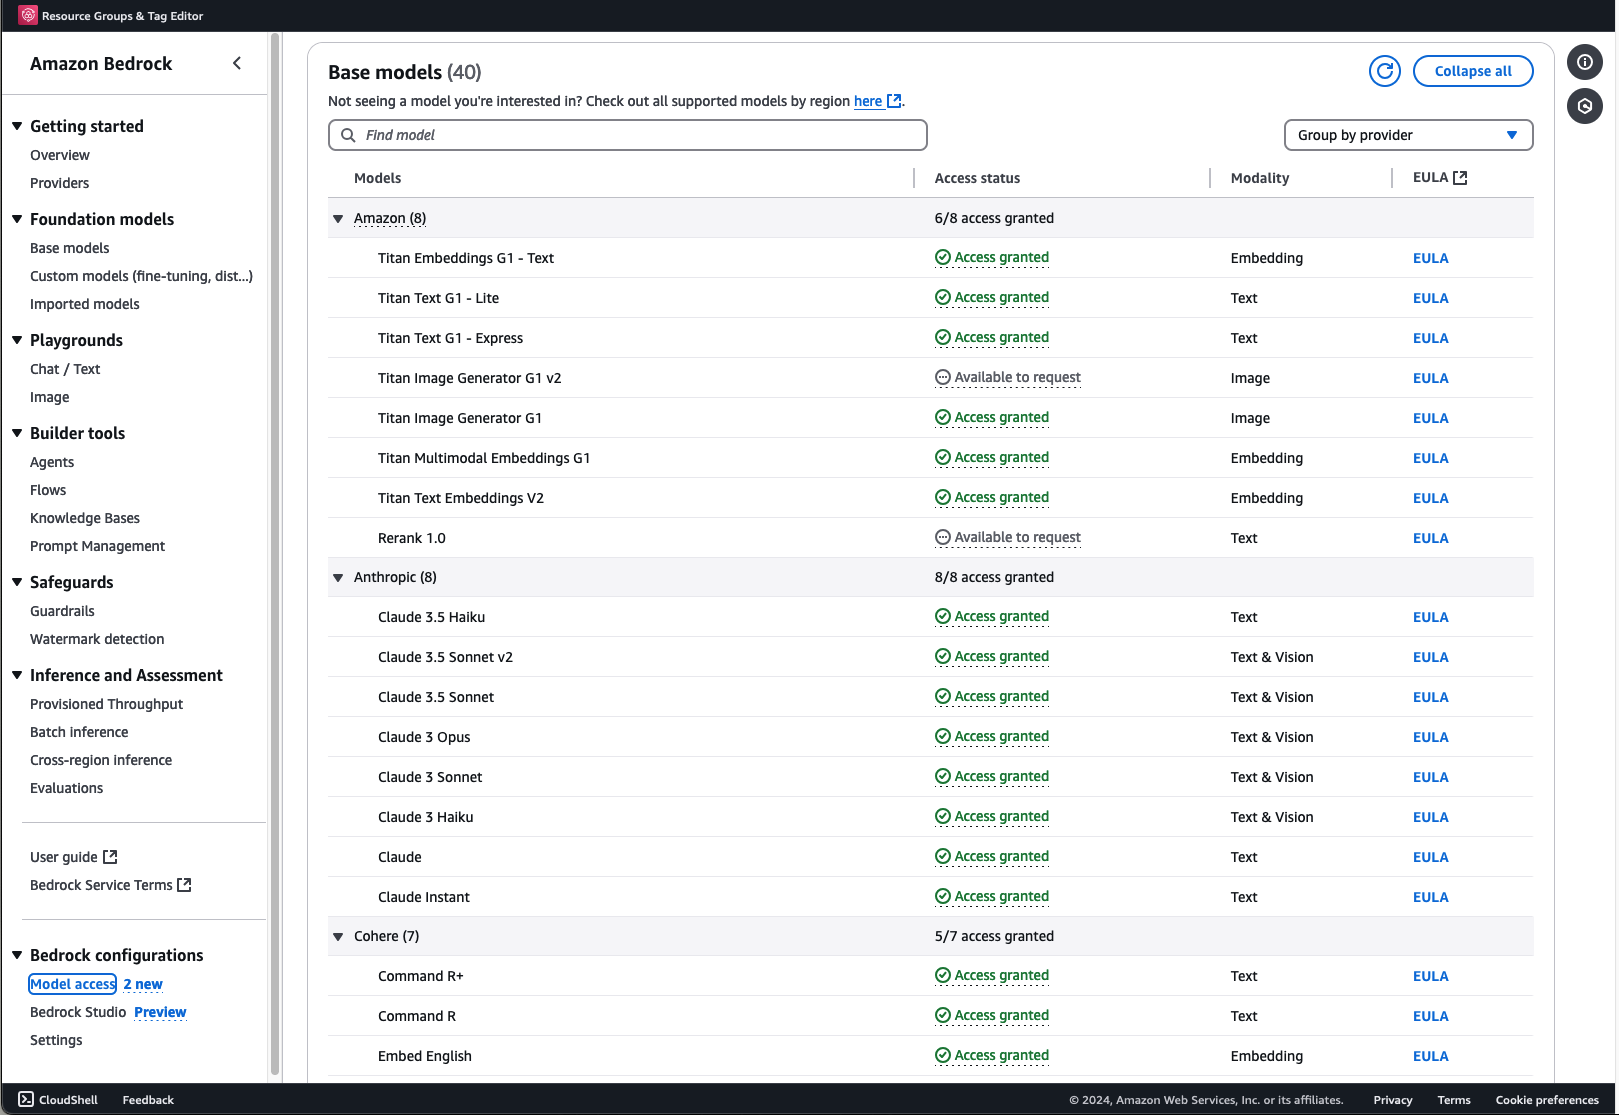 Resource Groups & Tag Editor
Amazon Bedrock
Getting started
Overview
Providers
Foundation models
Base models
Custom models (fine-tuning, dist...)
Imported models
Playgrounds
Chat / Text
Image
Builder tools
Agents
Flows
Knowledge Bases
Prompt Management
Safeguards
Guardrails
Watermark detection
Inference and Assessment
Provisioned Throughput
Batch inference
Cross-region inference
Evaluations
User guide
Bedrock Service Terms
Bedrock configurations
Model access 2 new
Bedrock Studio Preview
Settings
Base models (40)
Collapse all
Not seeing a model you're interested in? Check out all supported models by region here.
Find model
Group by provider
Models Access status Modality EULA
Amazon (8) 6/8 access granted
Titan Embeddings G1 - Text Access granted Embedding EULA
Titan Text G1 - Lite Access granted Text EULA
Titan Text G1 - Express Access granted Text EULA
Titan Image Generator G1 v2 Available to request Image EULA
Titan Image Generator G1 Access granted Image EULA
Titan Multimodal Embeddings G1 Access granted Embedding EULA
Titan Text Embeddings V2 Access granted Embedding EULA
Rerank 1.0 Available to request Text EULA
Anthropic (8) 8/8 access granted
Claude 3.5 Haiku Access granted Text EULA
Claude 3.5 Sonnet v2 Access granted Text & Vision EULA
Claude 3.5 Sonnet Access granted Text & Vision EULA
Claude 3 Opus Access granted Text & Vision EULA
Claude 3 Sonnet Access granted Text & Vision EULA
Claude 3 Haiku Access granted Text & Vision EULA
Claude Access granted Text EULA
Claude Instant Access granted Text EULA
Cohere (7) 5/7 access granted
Command R+ Access granted Text EULA
Command R Access granted Text EULA
Embed English Access granted Embedding EULA
CloudShell Feedback © 2024, Amazon Web Services, Inc. or its affiliates. Privacy Terms Cookie preferences